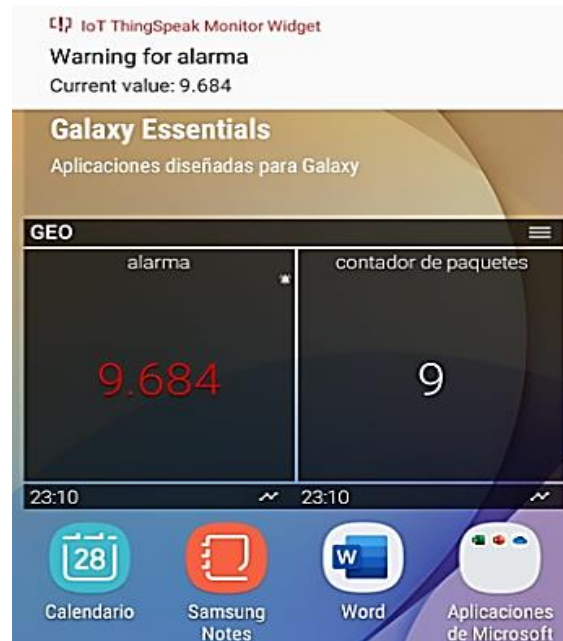 IoT ThingSpeak Monitor Widget
Warning for alarma
Current value: 9.684
Galaxy Essentials
Aplicaciones diseñadas para Galaxy
GEO
alarma
contador de paquetes
9.684
9
23:10
23:10
28
W
Calendario
Samsung
Notes
Word
Aplicaciones
de Microsoft